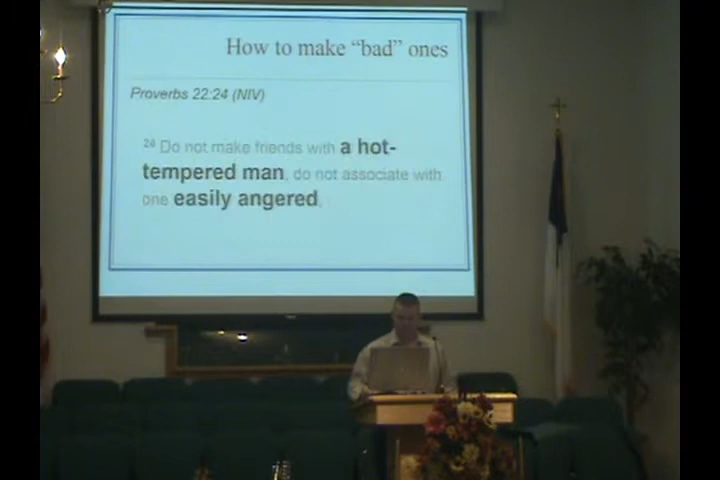 How to make “bad” ones
Proverbs 22:24 (NIV)
24 Do not make friends with a hot-
tempered man, do not associate with
one easily angered,